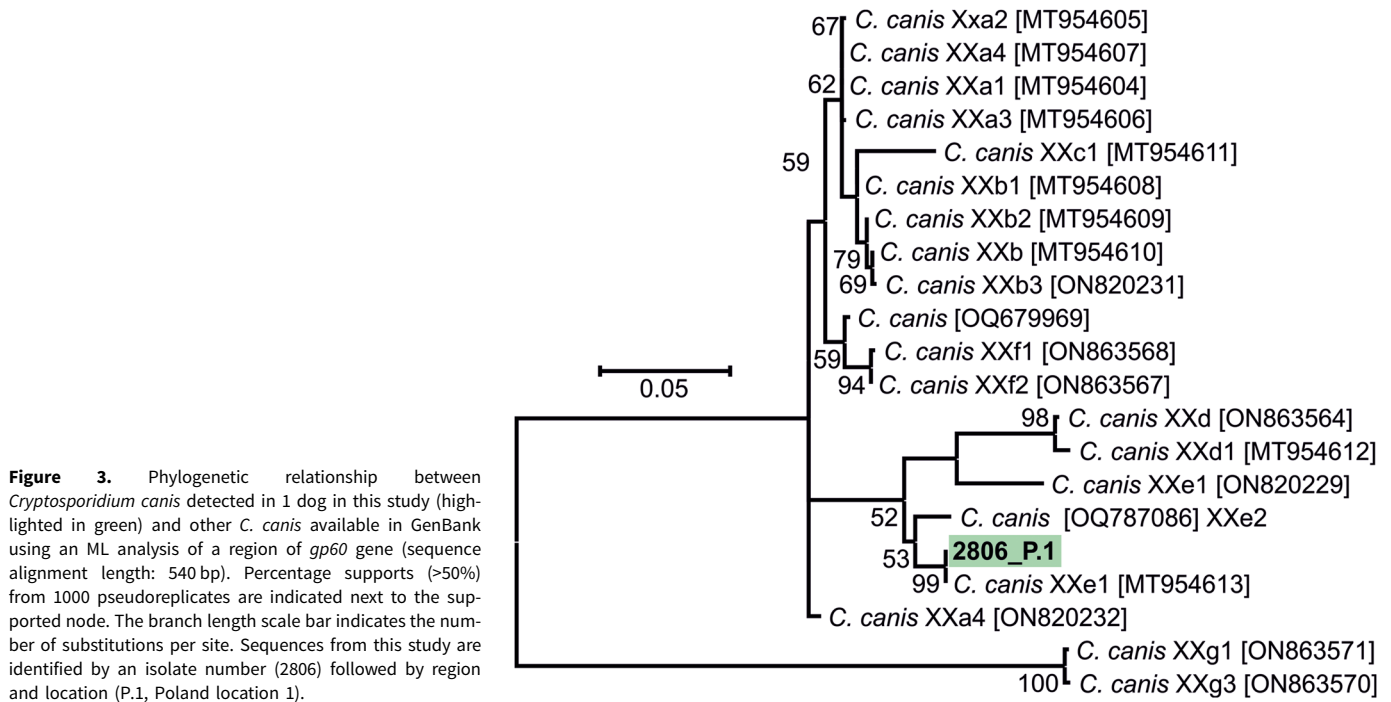 67 C. canis Xxa2 [MT954605]
C. canis XXa4 [MT954607]
62 C. canis XXa1 [MT954604]
C. canis XXa3 [MT954606]
59 C. canis XXc1 [MT954611]
C. canis XXb1 [MT954608]
C. canis XXb2 [MT954609]
79 C. canis XXb [MT954610]
69 C. canis XXb3 [ON820231]
C. canis [OQ679969]
59 C. canis XXf1 [ON863568]
94 C. canis XXf2 [ON863567]
0.05
98 C. canis XXd [ON863564]
C. canis XXd1 [MT954612]
C. canis XXe1 [ON820229]
52 C. canis [OQ787086] XXe2
53 2806_P.1
99 C. canis XXe1 [MT954613]
C. canis XXa4 [ON820232]
C. canis XXg1 [ON863571]
100 C. canis XXg3 [ON863570]
Figure 3. Phylogenetic relationship between
Cryptosporidium canis detected in 1 dog in this study (high-
lighted in green) and other C. canis available in GenBank
using an ML analysis of a region of gp60 gene (sequence
alignment length: 540 bp). Percentage supports (>50%)
from 1000 pseudoreplicates are indicated next to the sup-
ported node. The branch length scale bar indicates the num-
ber of substitutions per site. Sequences from this study are
identified by an isolate number (2806) followed by region
and location (P.1, Poland location 1).